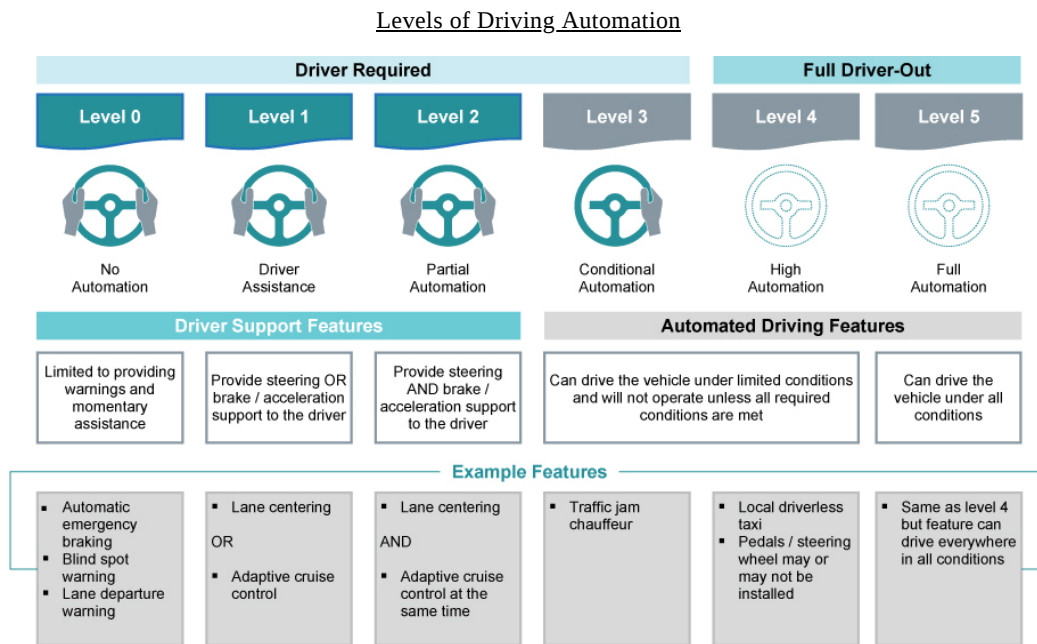 Levels of Driving Automation
Driver Required
Full Driver-Out
Level 0
Level 1
Level 2
Level 3
Level 4
Level 5
No
Automation
Driver
Assistance
Partial
Automation
Conditional
Automation
High
Automation
Full
Automation
Driver Support Features
Automated Driving Features
Limited to providing
warnings and
momentary
assistance
Provide steering OR
brake / acceleration
support to the driver
Provide steering
AND brake /
acceleration support
to the driver
Can drive the vehicle under limited conditions
and will not operate unless all required
conditions are met
Can drive the
vehicle under all
conditions
Example Features
▪ Automatic
emergency
braking
▪ Blind spot
warning
▪ Lane departure
warning
▪ Lane centering
OR
▪ Adaptive cruise
control
▪ Lane centering
AND
▪ Adaptive cruise
control at the
same time
▪ Traffic jam
chauffeur
▪ Local driverless
taxi
▪ Pedals / steering
wheel may or
may not be
installed
▪ Same as level 4
but feature can
drive everywhere
in all conditions